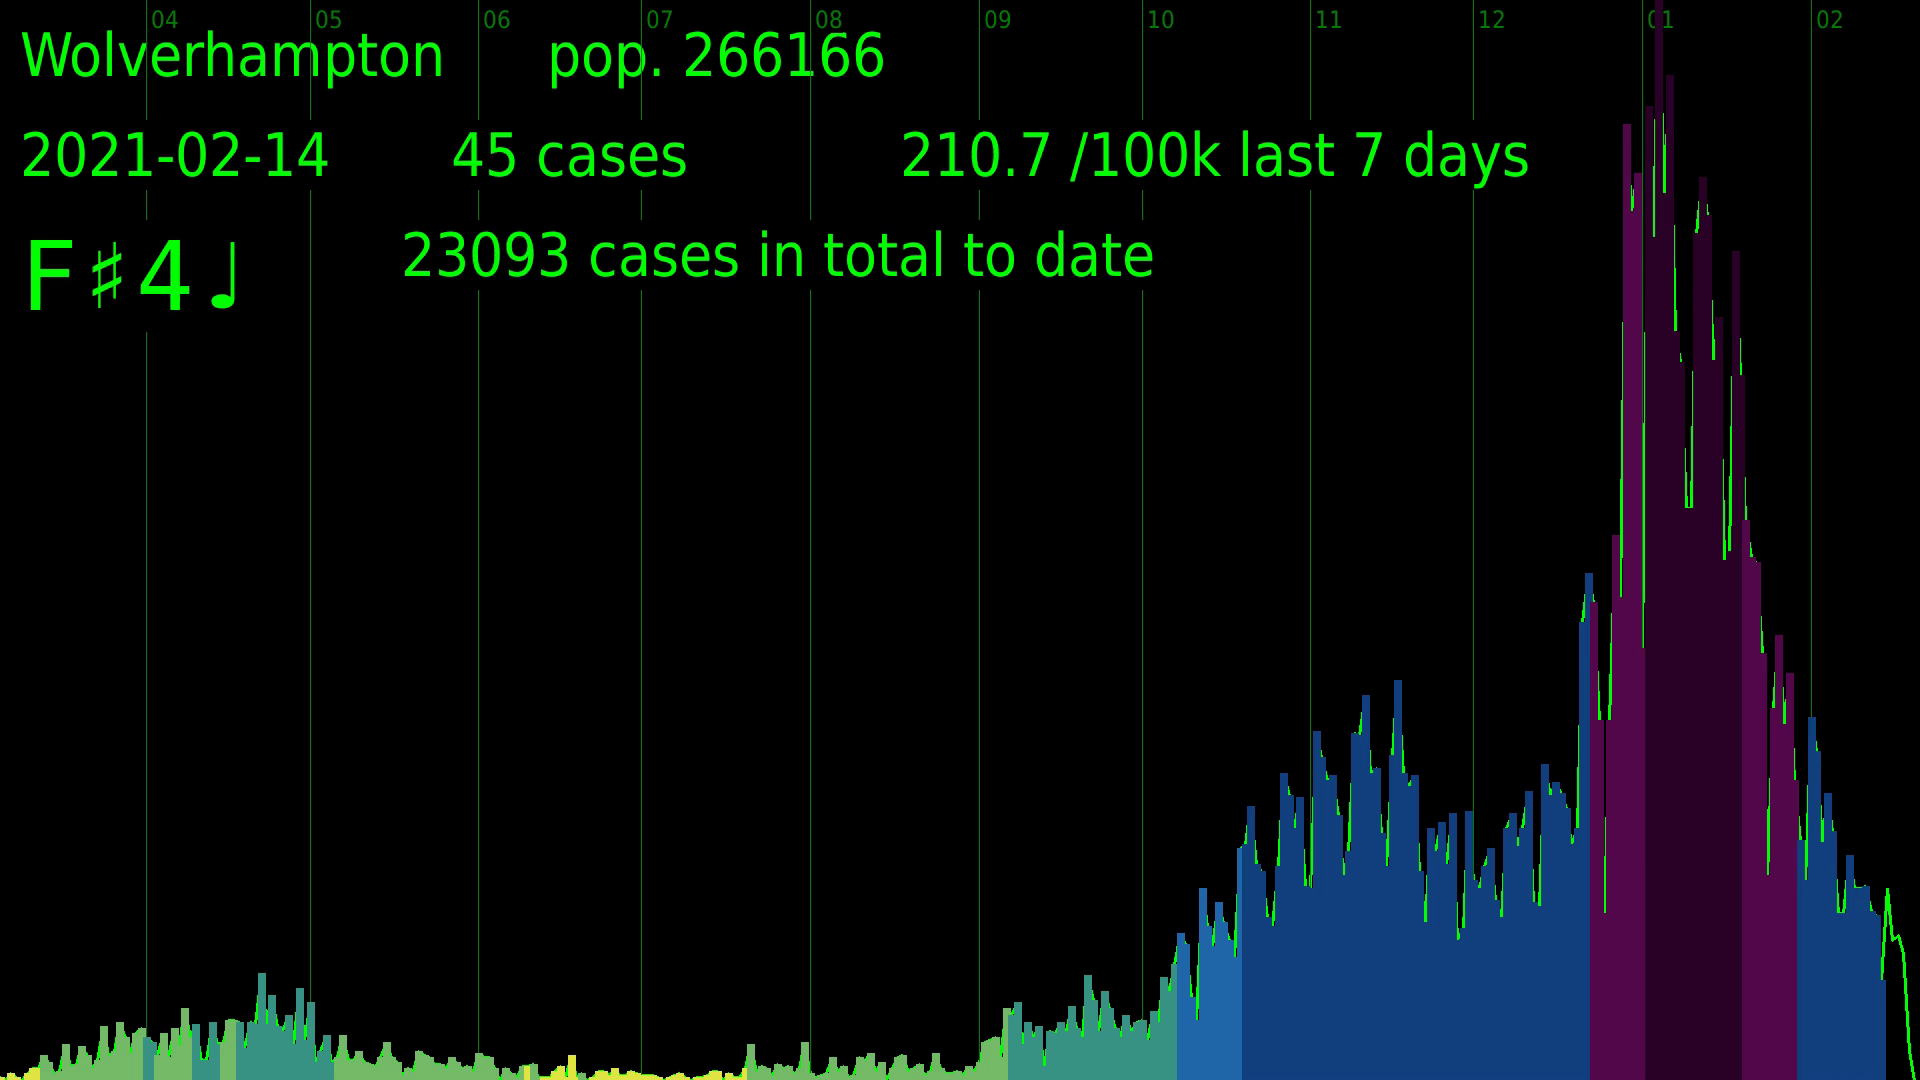 04 05 06 07 08 09 10 11 12 01 02
Wolverhampton pop. 266166
2021-02-14 45 cases 210.7 /100k last 7 days
F♯4♩ 23093 cases in total to date